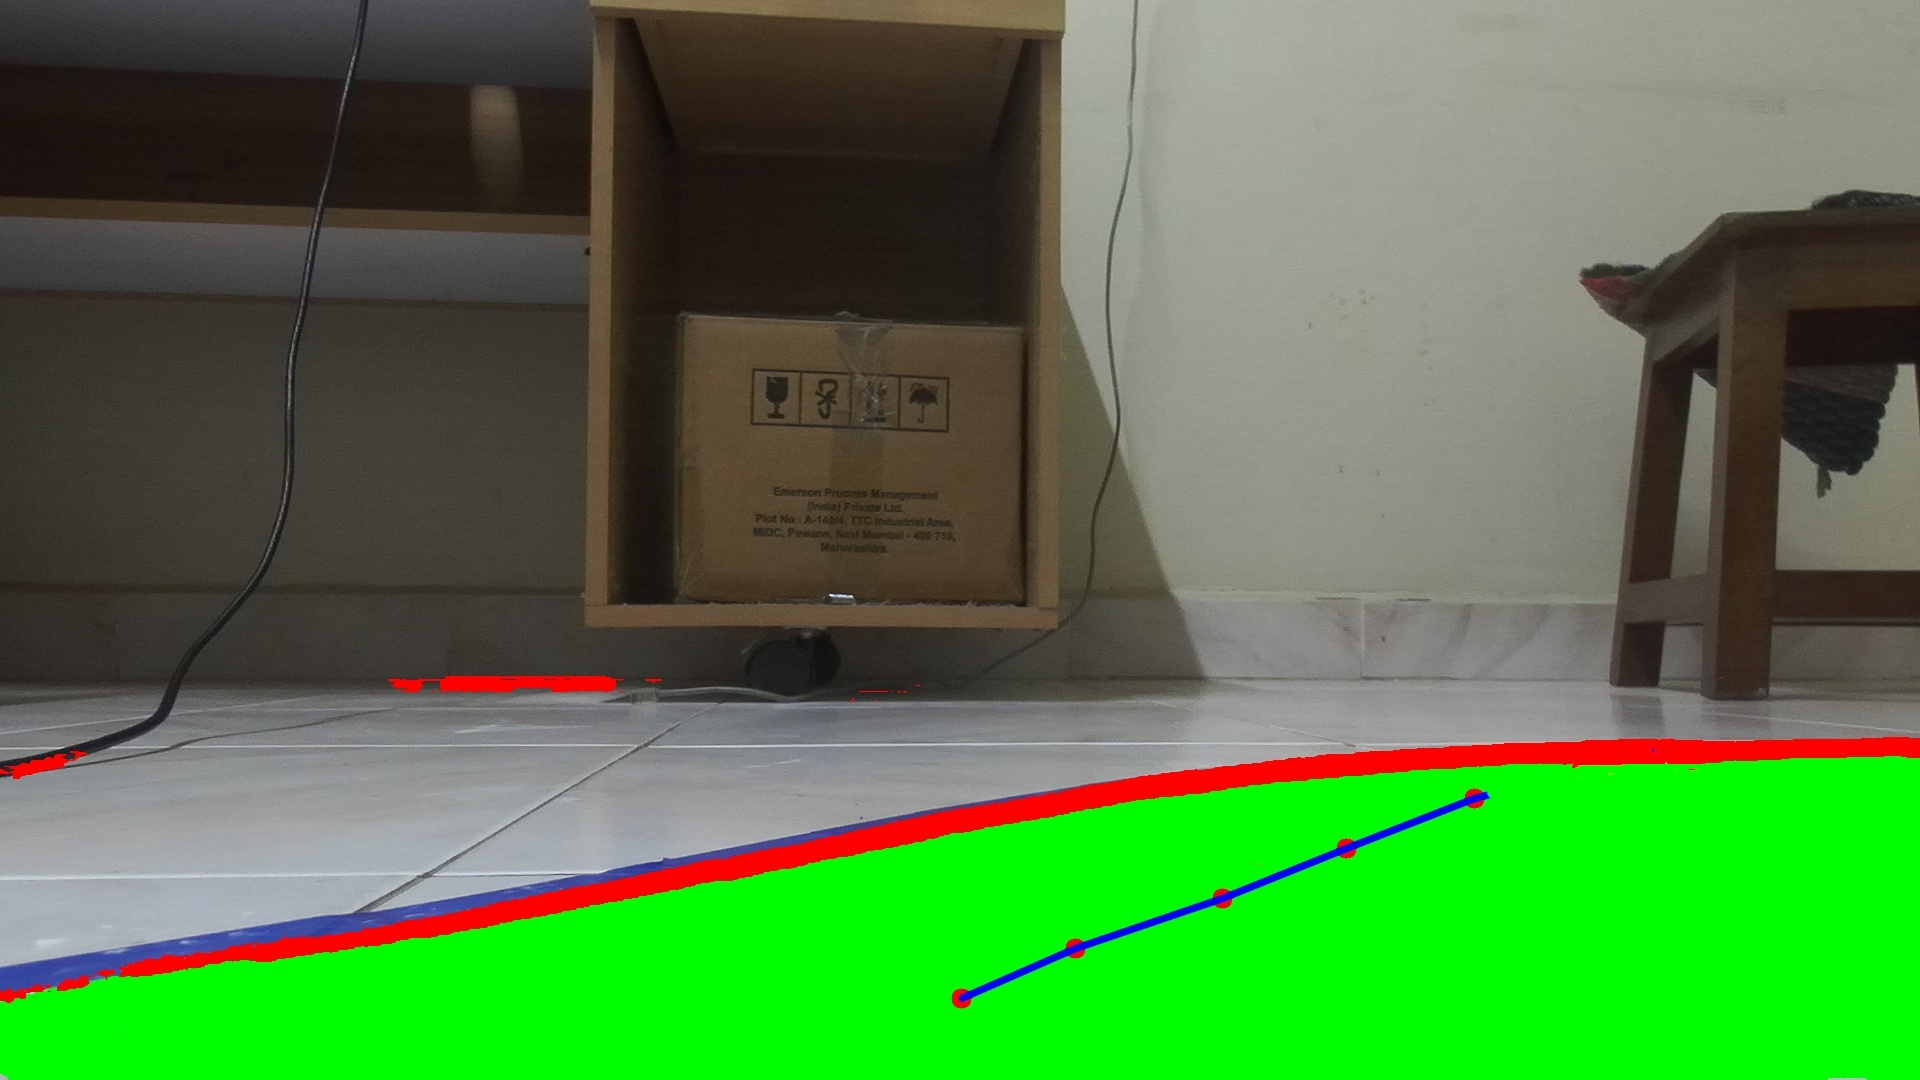 Emerson Process Management
(India) Private Ltd.
Plot No : A-145/4, TTC Industrial Area,
MIDC, Pawane, Navi Mumbai - 400 710,
Maharashtra.